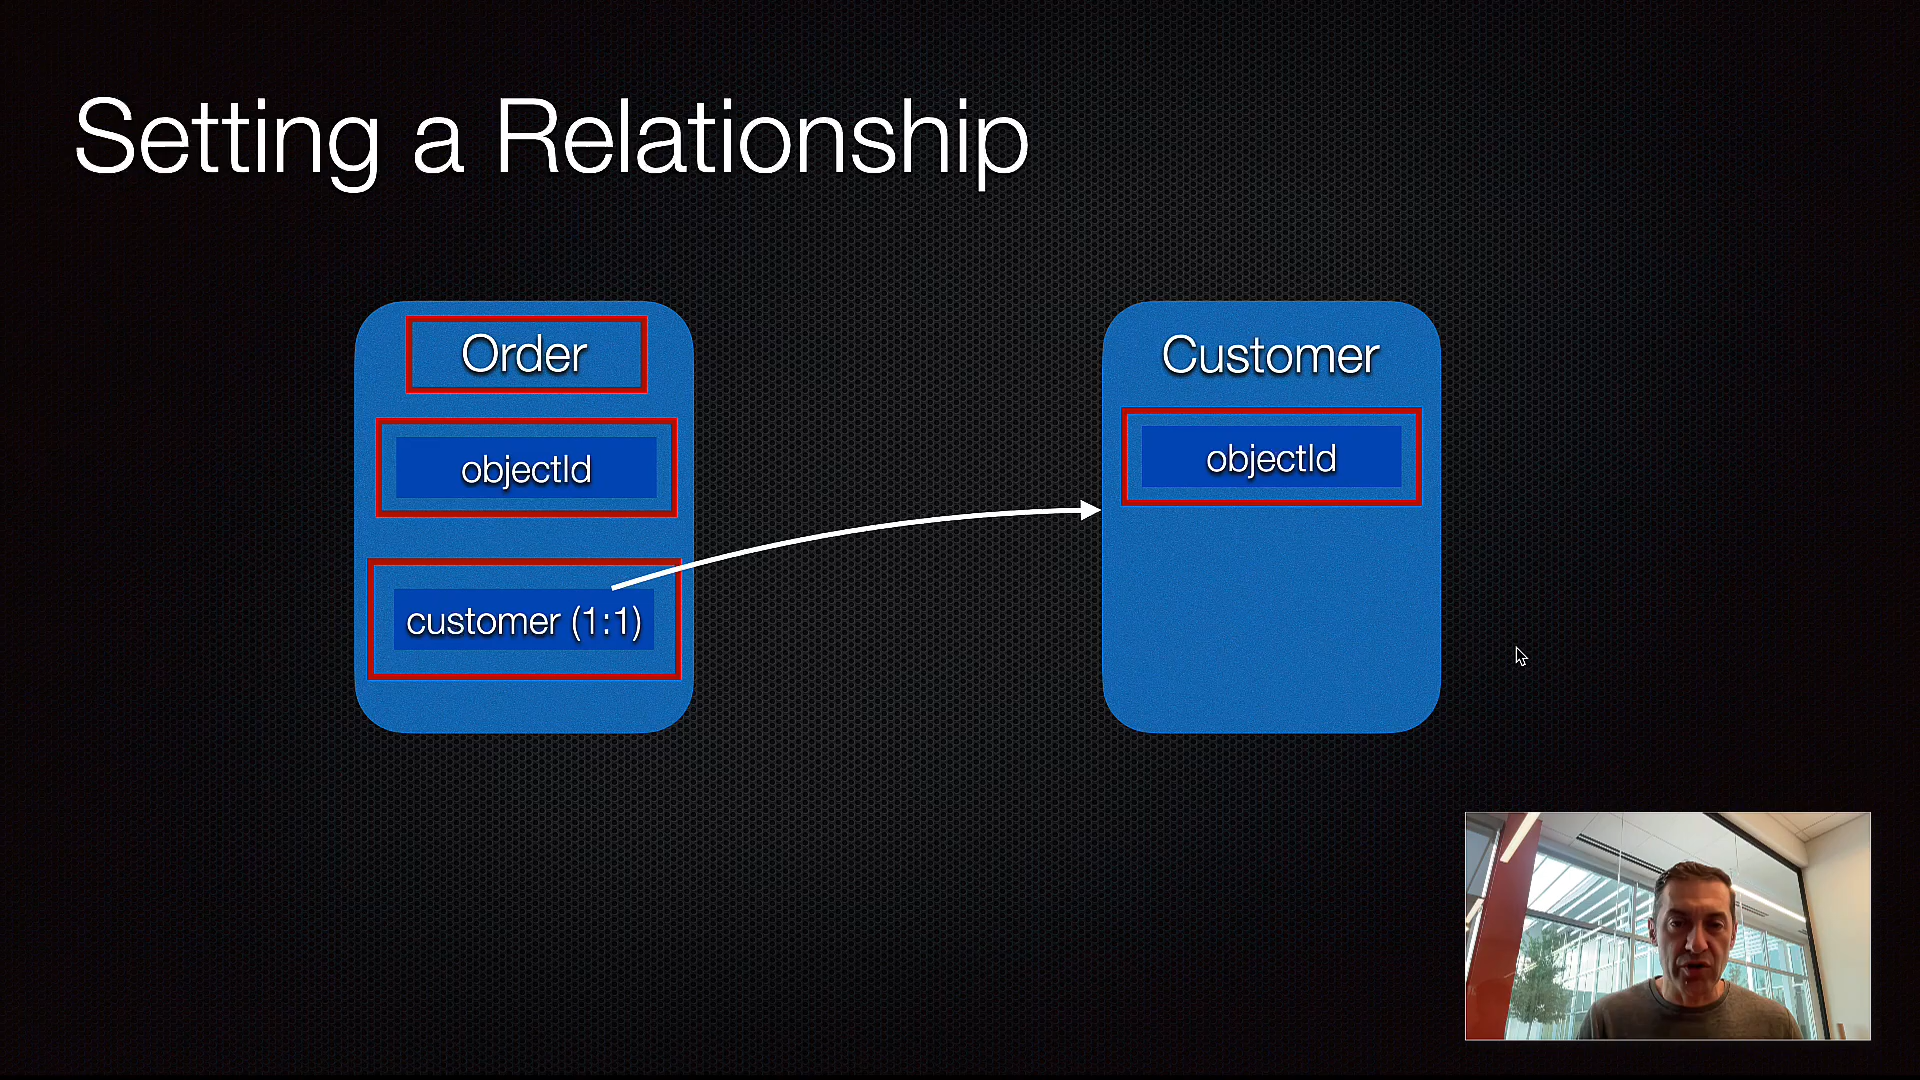 Setting a Relationship
Order
objectId
customer (1:1)
Customer
objectId